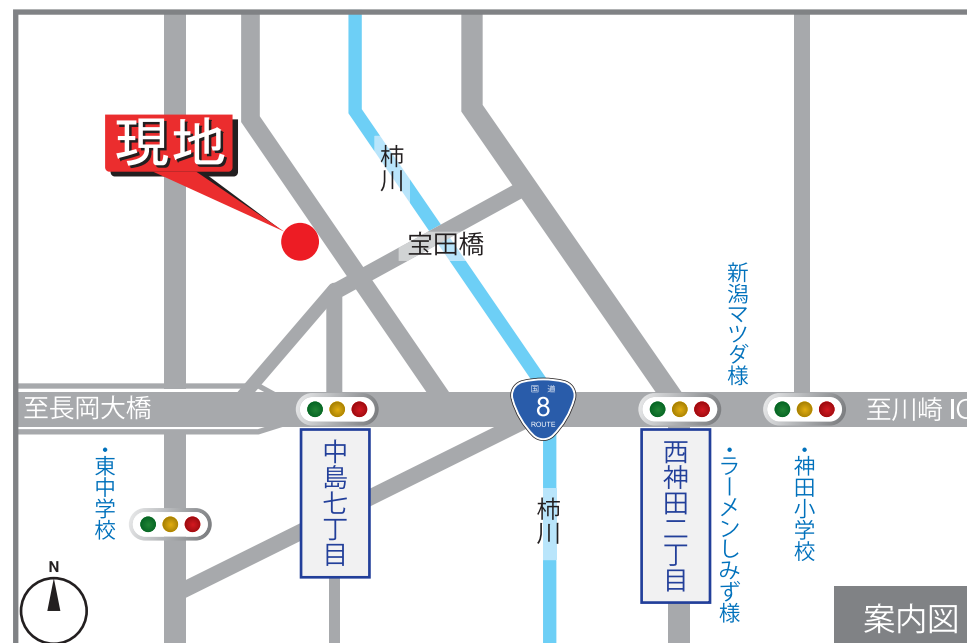 現地
柿川
宝田橋
新潟マツダ様
国道
8
ROUTE
至長岡大橋
至川崎 IC
・東中学校
中島七丁目
柿川
西神田二丁目
・ラーメンしみず様
・神田小学校
N
案内図